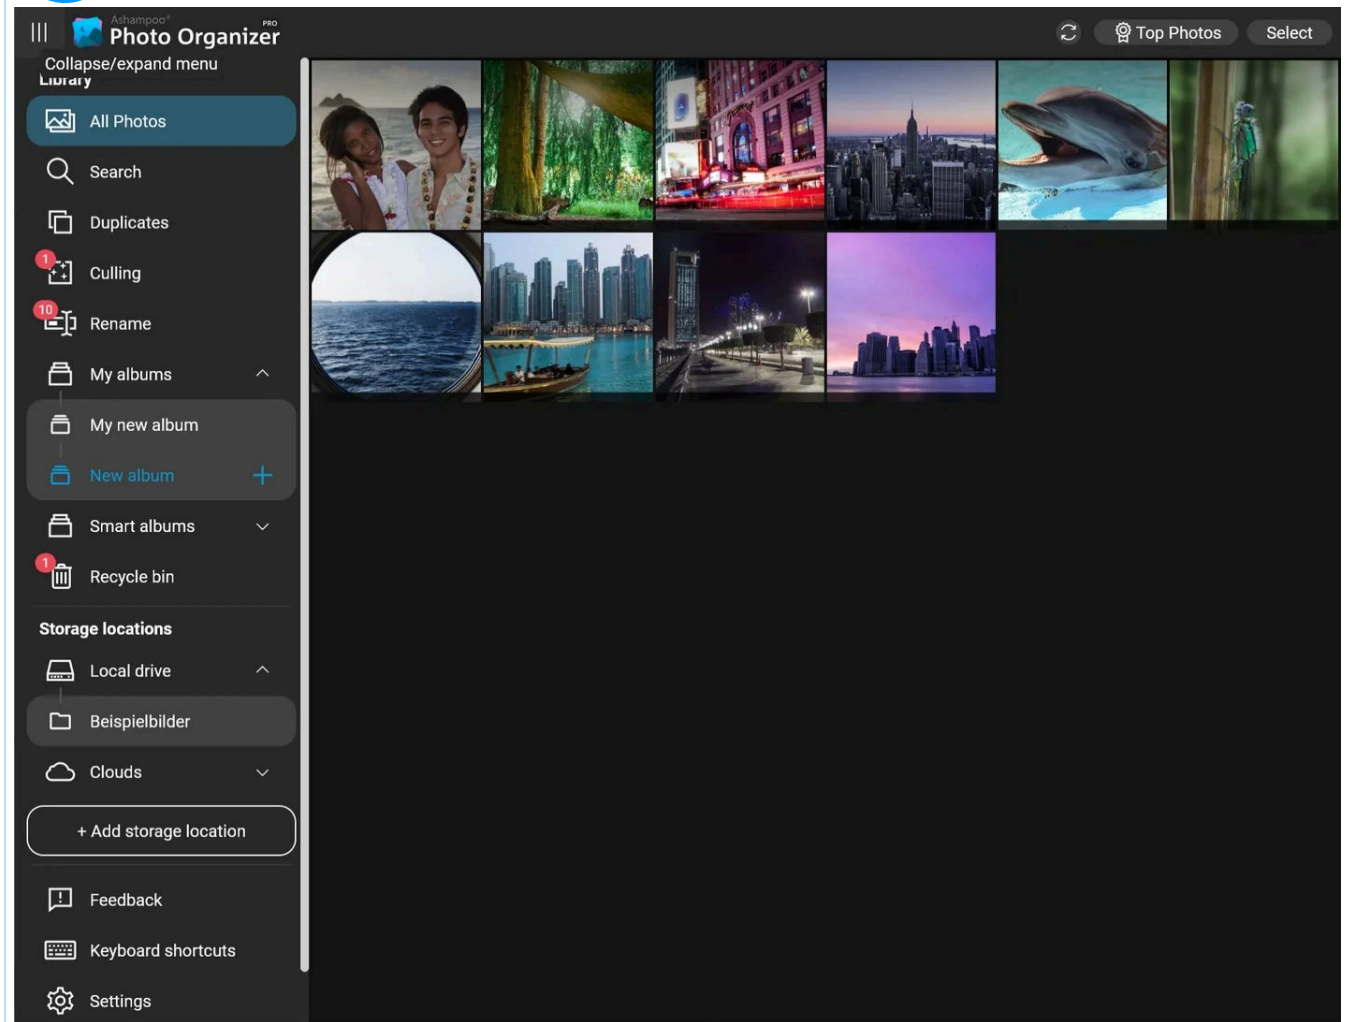 Ashampoo®
Photo Organizer PRO
Top Photos
Select
Collapse/expand menu
Library
All Photos
Search
Duplicates
1
Culling
10
Rename
My albums
My new album
New album
Smart albums
1
Recycle bin
Storage locations
Local drive
Beispielbilder
Clouds
+ Add storage location
Feedback
Keyboard shortcuts
Settings